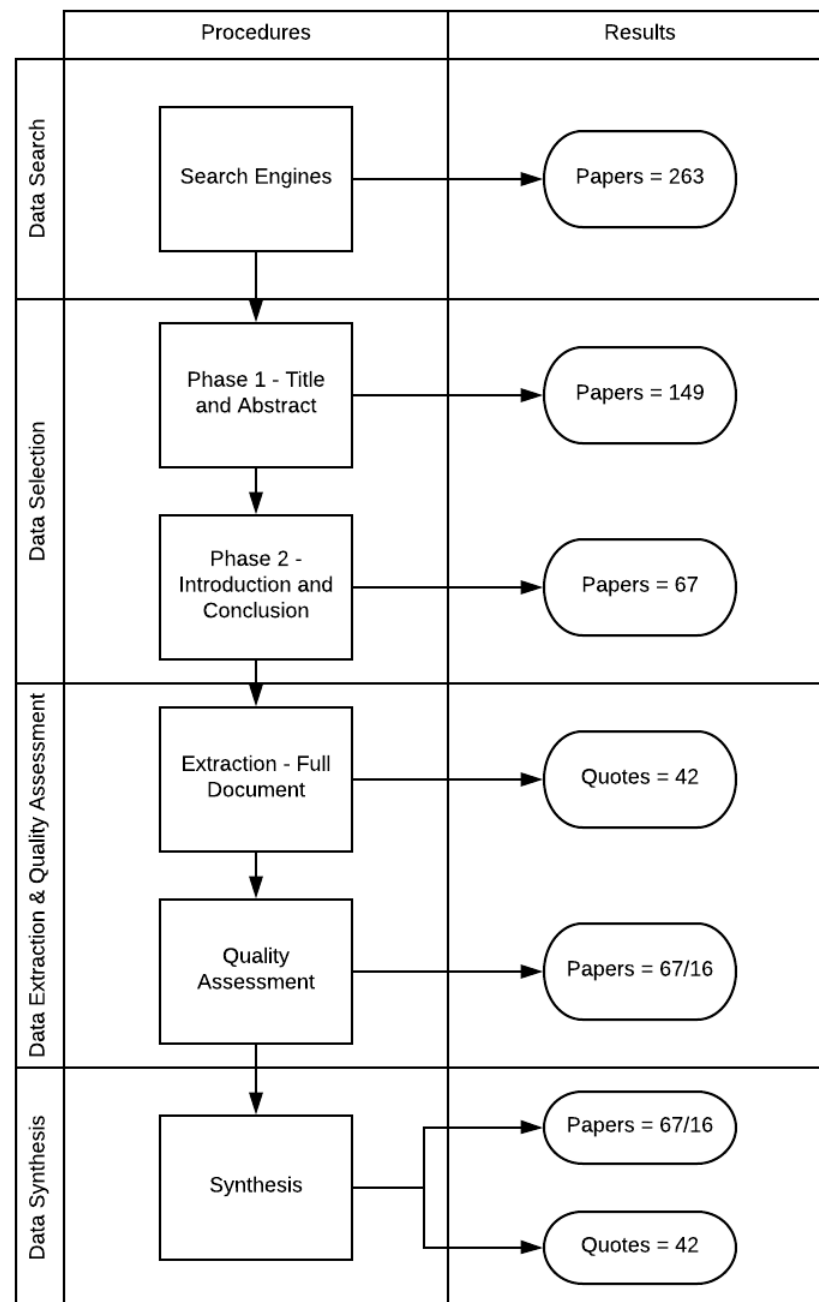 Procedures
Results
Data Search
Search Engines
Papers = 263
Data Selection
Phase 1 - Title
and Abstract
Papers = 149
Phase 2 -
Introduction and
Conclusion
Papers = 67
Data Extraction & Quality Assessment
Extraction - Full
Document
Quotes = 42
Quality
Assessment
Papers = 67/16
Data Synthesis
Synthesis
Papers = 67/16
Quotes = 42